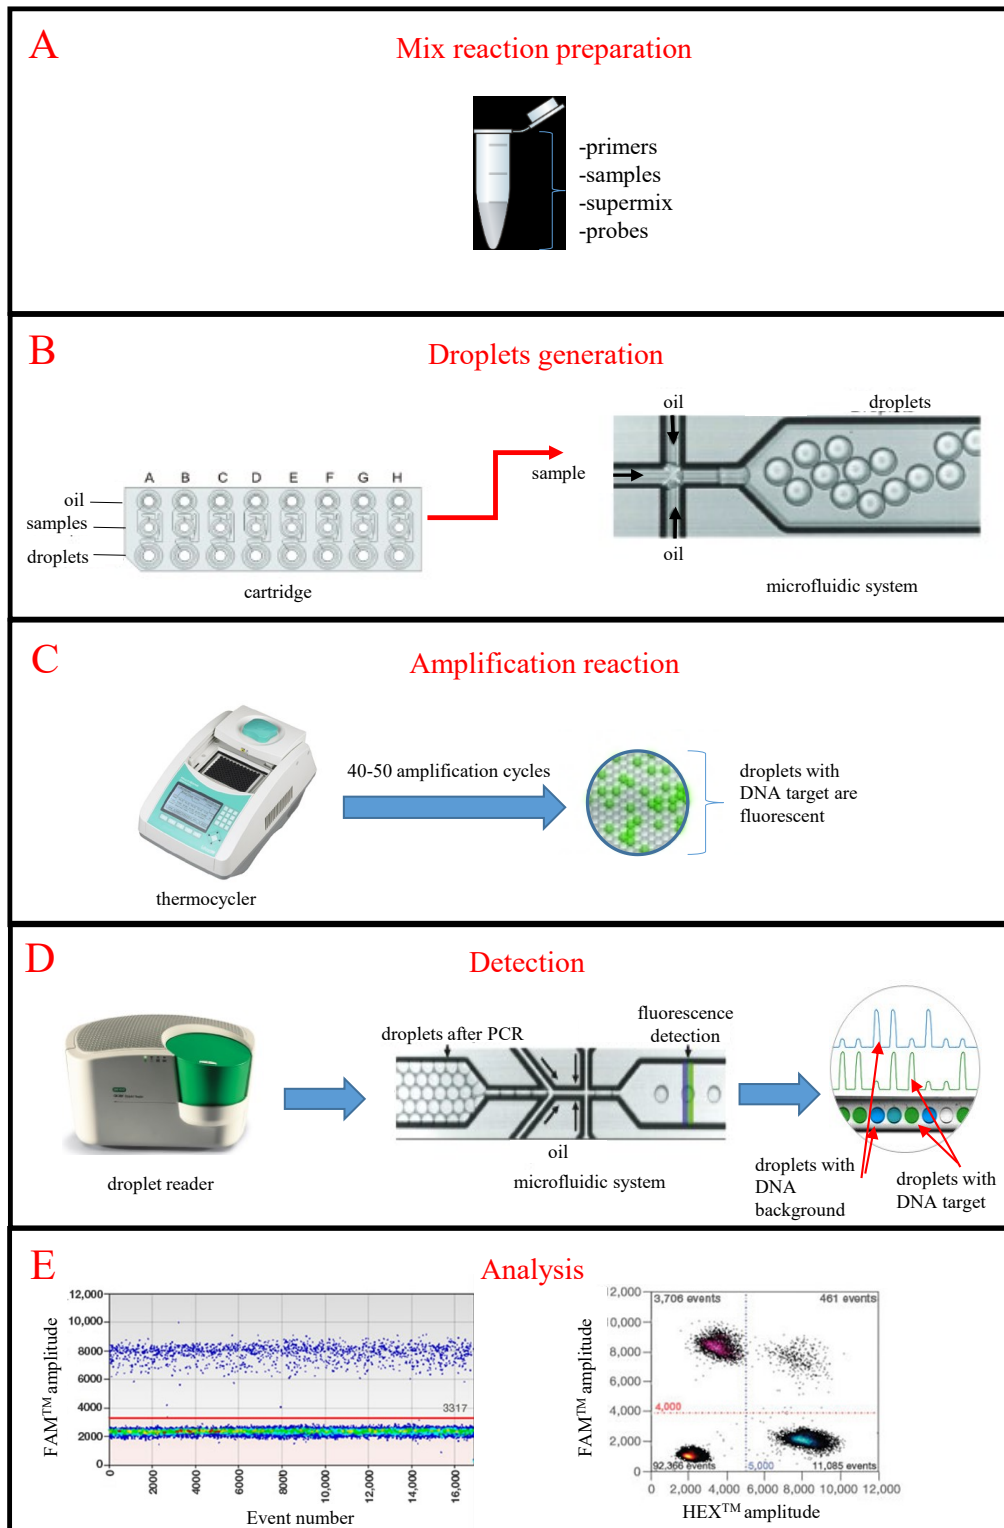 A
Mix reaction preparation
-primers
-samples
-supermix
-probes
B
Droplets generation
oil
droplets
sample
oil
microfluidic system
A B C D E F G H
oil
samples
droplets
cartridge
C
Amplification reaction
40-50 amplification cycles
droplets with
DNA target are
fluorescent
thermocycler
D
Detection
droplet reader
droplets after PCR
fluorescence
detection
oil
microfluidic system
droplets with
DNA
background
droplets with
DNA target
E
Analysis
FAM™ amplitude
12,000
10,000
8000
6000
4000
2000
0
3317
0 2000 4000 6000 8000 10,000 12,000 14,000 16,000
Event number
FAM™ amplitude
12,000
10,000
8,000
6,000
4,000
2,000
0
3,706 events
461 events
4,000
92,366 events
5,000
11,085 events
0 2,000 4,000 6,000 8,000 10,000 12,000
HEX™ amplitude